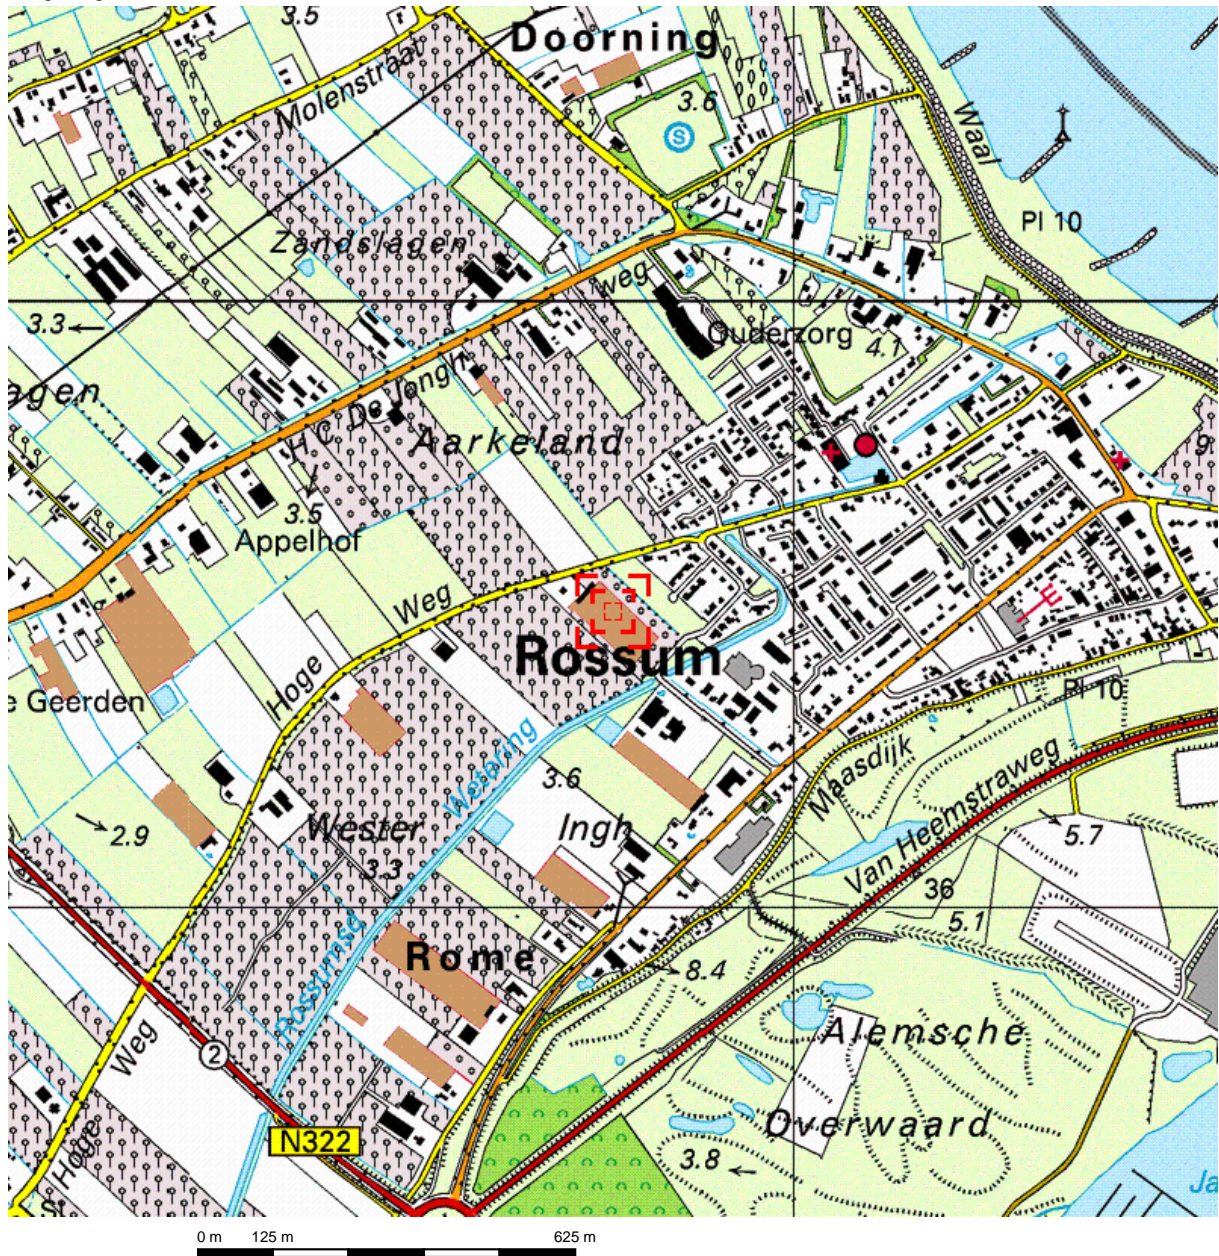 3.5
Doorning
Molenstraat
3.6
S
Waal
Pl 10
Zandslagen
weg
3.3
Ouderzorg
4.1
agen
H C De Jongh
Aarkeland
9
3.5
Appelhof
Weg
E
Rossum
Hoge
e Geerden
Pl 10
Wetering
3.6
Maasdijk
Van Heemstraweg
2.9
Wester
Ingh
5.7
3.3
36
5.1
Rossumse
Rome
8.4
Weg
2
Alemsche
Overwaard
N322
Hoge
3.8
Ja
St
0 m 125 m 625 m